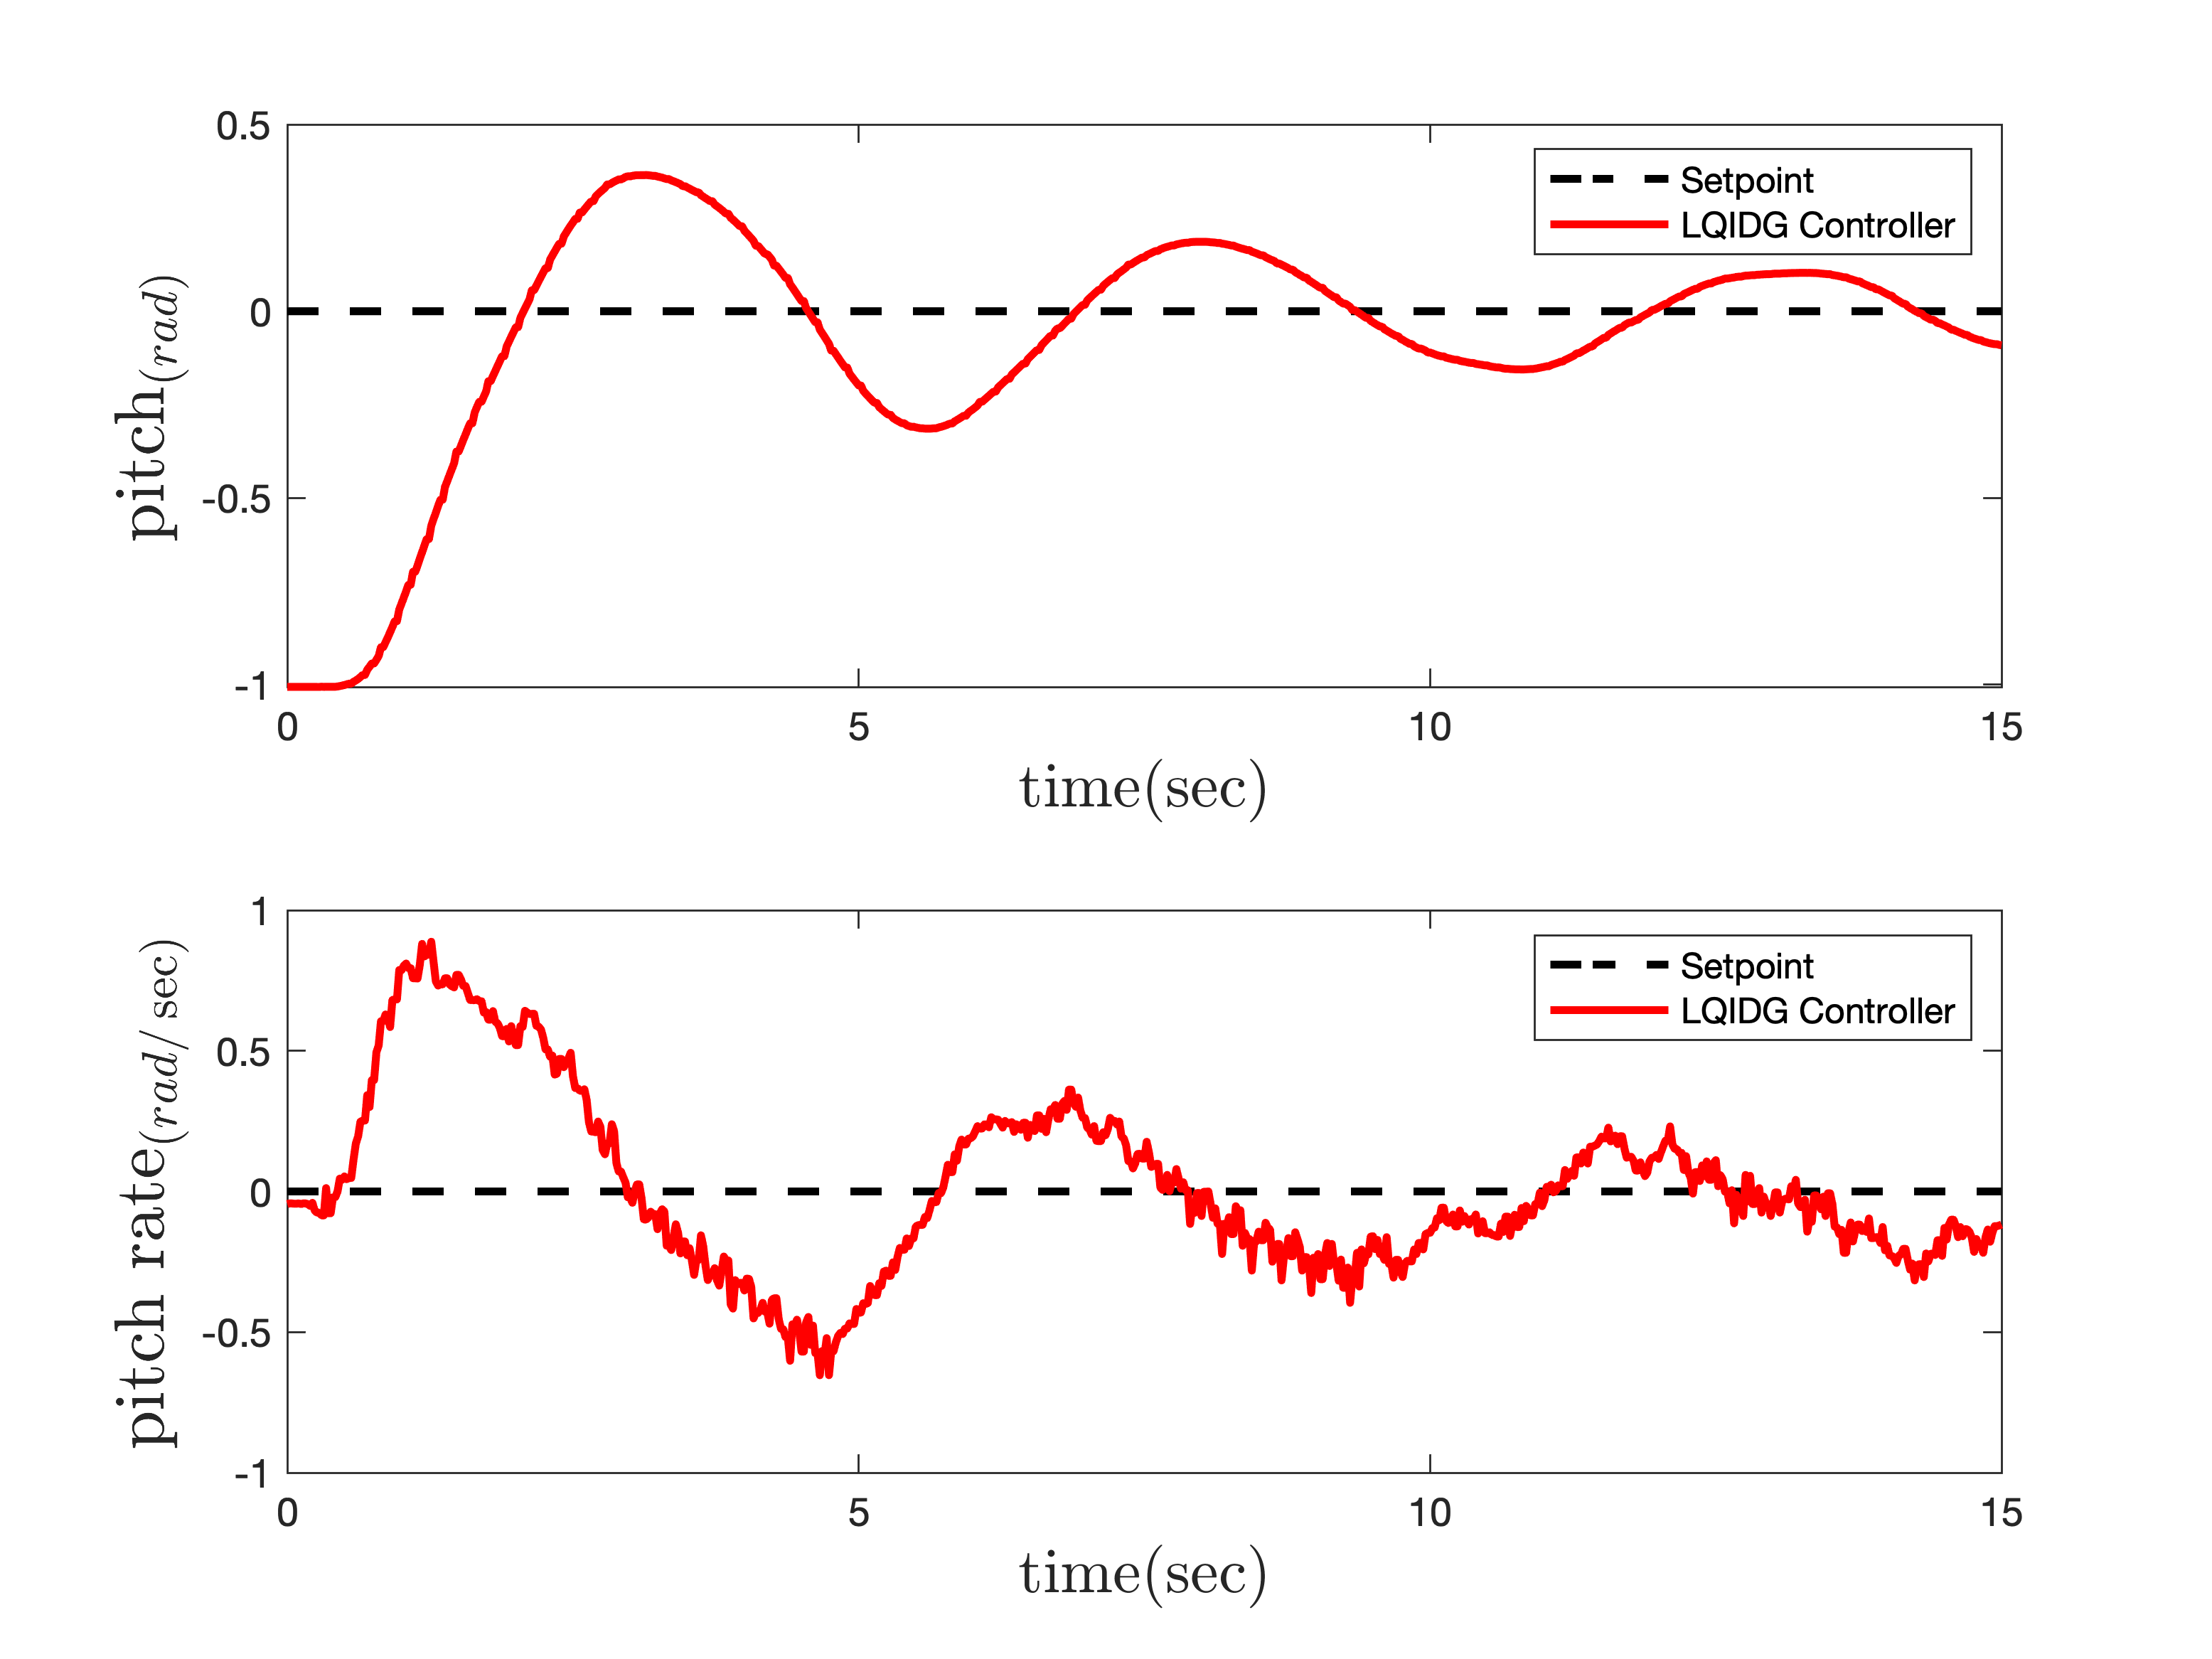 0.5
0
-0.5
-1
pitch(rad)
Setpoint
LQIDG Controller
0
5
10
15
time(sec)
1
0.5
0
-0.5
-1
pitch rate(rad/ sec)
Setpoint
LQIDG Controller
0
5
10
15
time(sec)